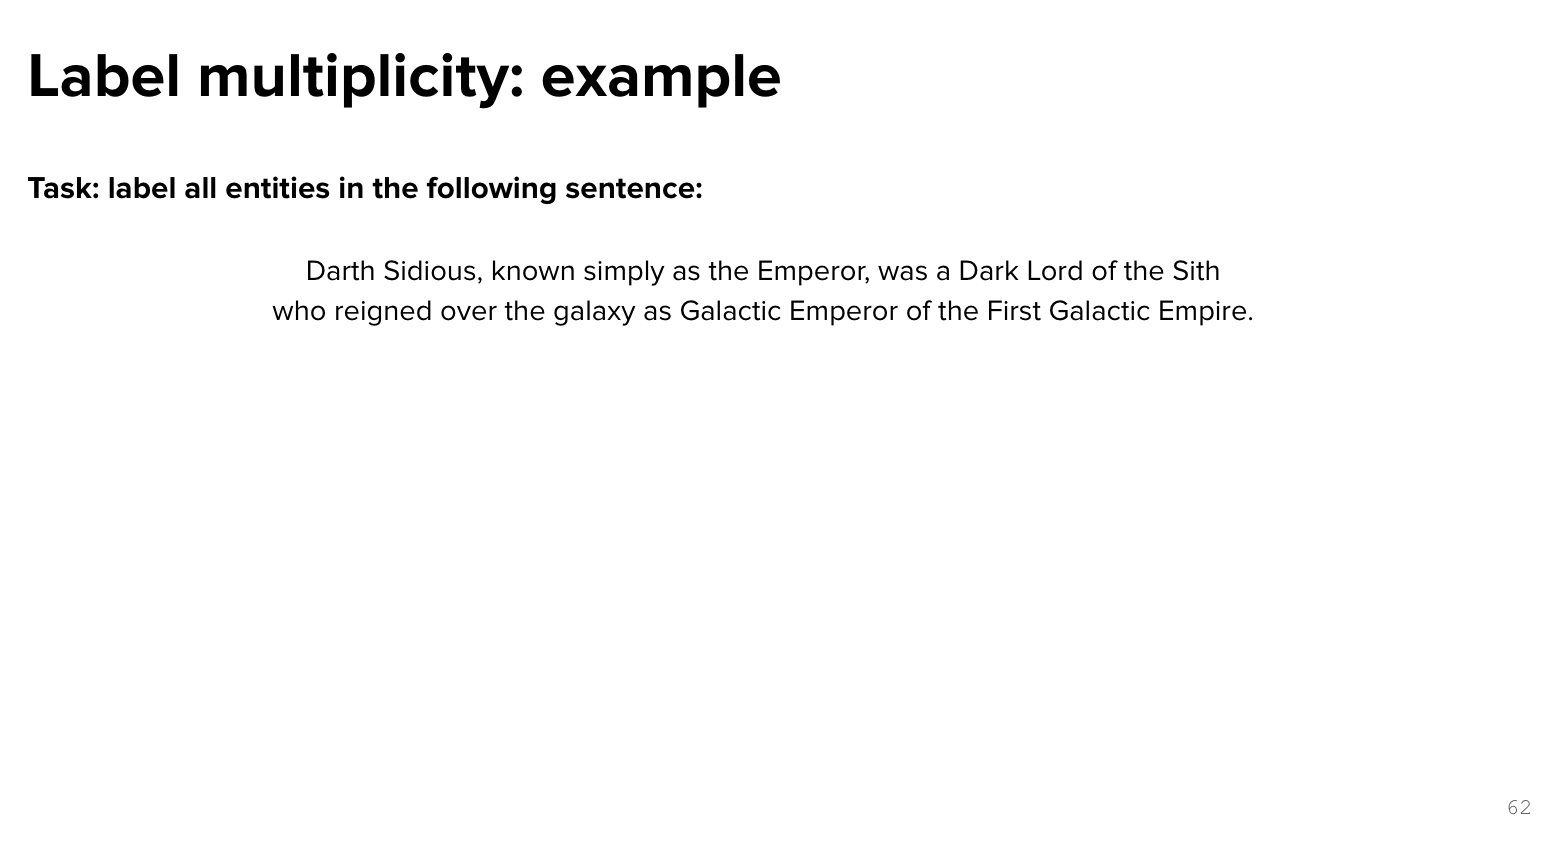 Label multiplicity: example
Task: label all entities in the following sentence:
Darth Sidious, known simply as the Emperor, was a Dark Lord of the Sith
who reigned over the galaxy as Galactic Emperor of the First Galactic Empire.
62